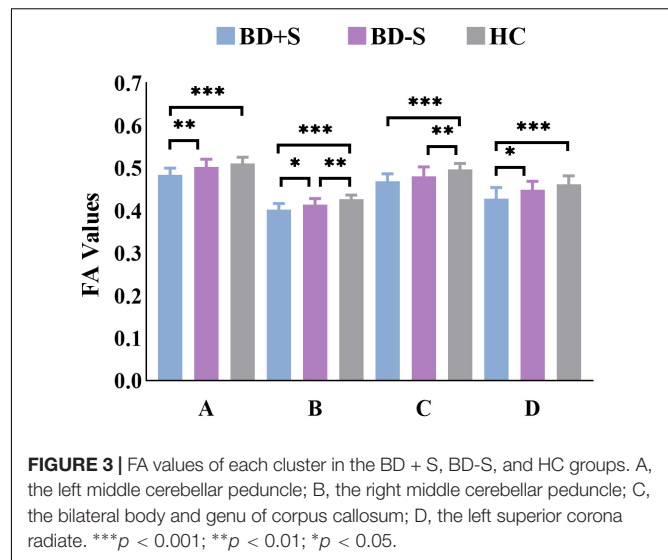 BD+S BD-S HC
0.7
0.6
0.5
0.4
0.3
0.2
0.1
0.0
FA Values
*** ** *** * ** *** ** *** *
A B C D
FIGURE 3 | FA values of each cluster in the BD + S, BD-S, and HC groups. A,
the left middle cerebellar peduncle; B, the right middle cerebellar peduncle; C,
the bilateral body and genu of corpus callosum; D, the left superior corona
radiate. ***p < 0.001; **p < 0.01; *p < 0.05.